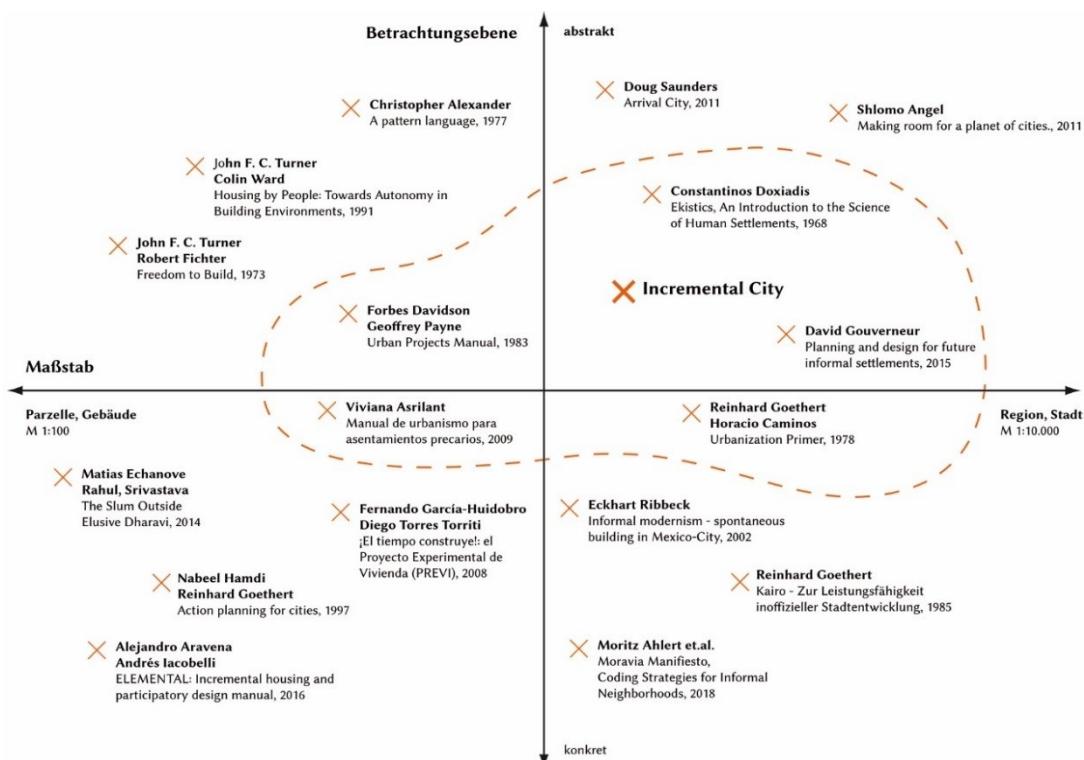 Betrachtungsebene
abstrakt
Doug Saunders
Arrival City, 2011
Christopher Alexander
A pattern language, 1977
Shlomo Angel
Making room for a planet of cities., 2011
John F. C. Turner
Colin Ward
Housing by People: Towards Autonomy in
Building Environments, 1991
Constantinos Doxiadis
Ekistics, An Introduction to the Science
of Human Settlements, 1968
John F. C. Turner
Robert Fichter
Freedom to Build, 1973
Incremental City
Forbes Davidson
Geoffrey Payne
Urban Projects Manual, 1983
David Gouverneur
Planning and design for future
informal settlements, 2015
Maßstab
Parzelle, Gebäude
M 1:100
Viviana Asrilant
Manual de urbanismo para
asentamientos precarios, 2009
Reinhard Goethert
Horacio Caminos
Urbanization Primer, 1978
Region, Stadt
M 1:10.000
Matias Echanove
Rahul, Srivastava
The Slum Outside
Elusive Dharavi, 2014
Fernando García-Huidobro
Diego Torres Torriti
¡El tiempo construye!: el
Proyecto Experimental de
Vivienda (PREVI), 2008
Eckhart Ribbeck
Informal modernism - spontaneous
building in Mexico-City, 2002
Nabeel Hamdi
Reinhard Goethert
Action planning for cities, 1997
Reinhard Goethert
Kairo - Zur Leistungsfähigkeit
inoffizieller Stadtentwicklung, 1985
Alejandro Aravena
Andrés Iacobelli
ELEMENTAL: Incremental housing and
participatory design manual, 2016
Moritz Ahlert et.al.
Moravia Manifiesto,
Coding Strategies for Informal
Neighborhoods, 2018
konkret